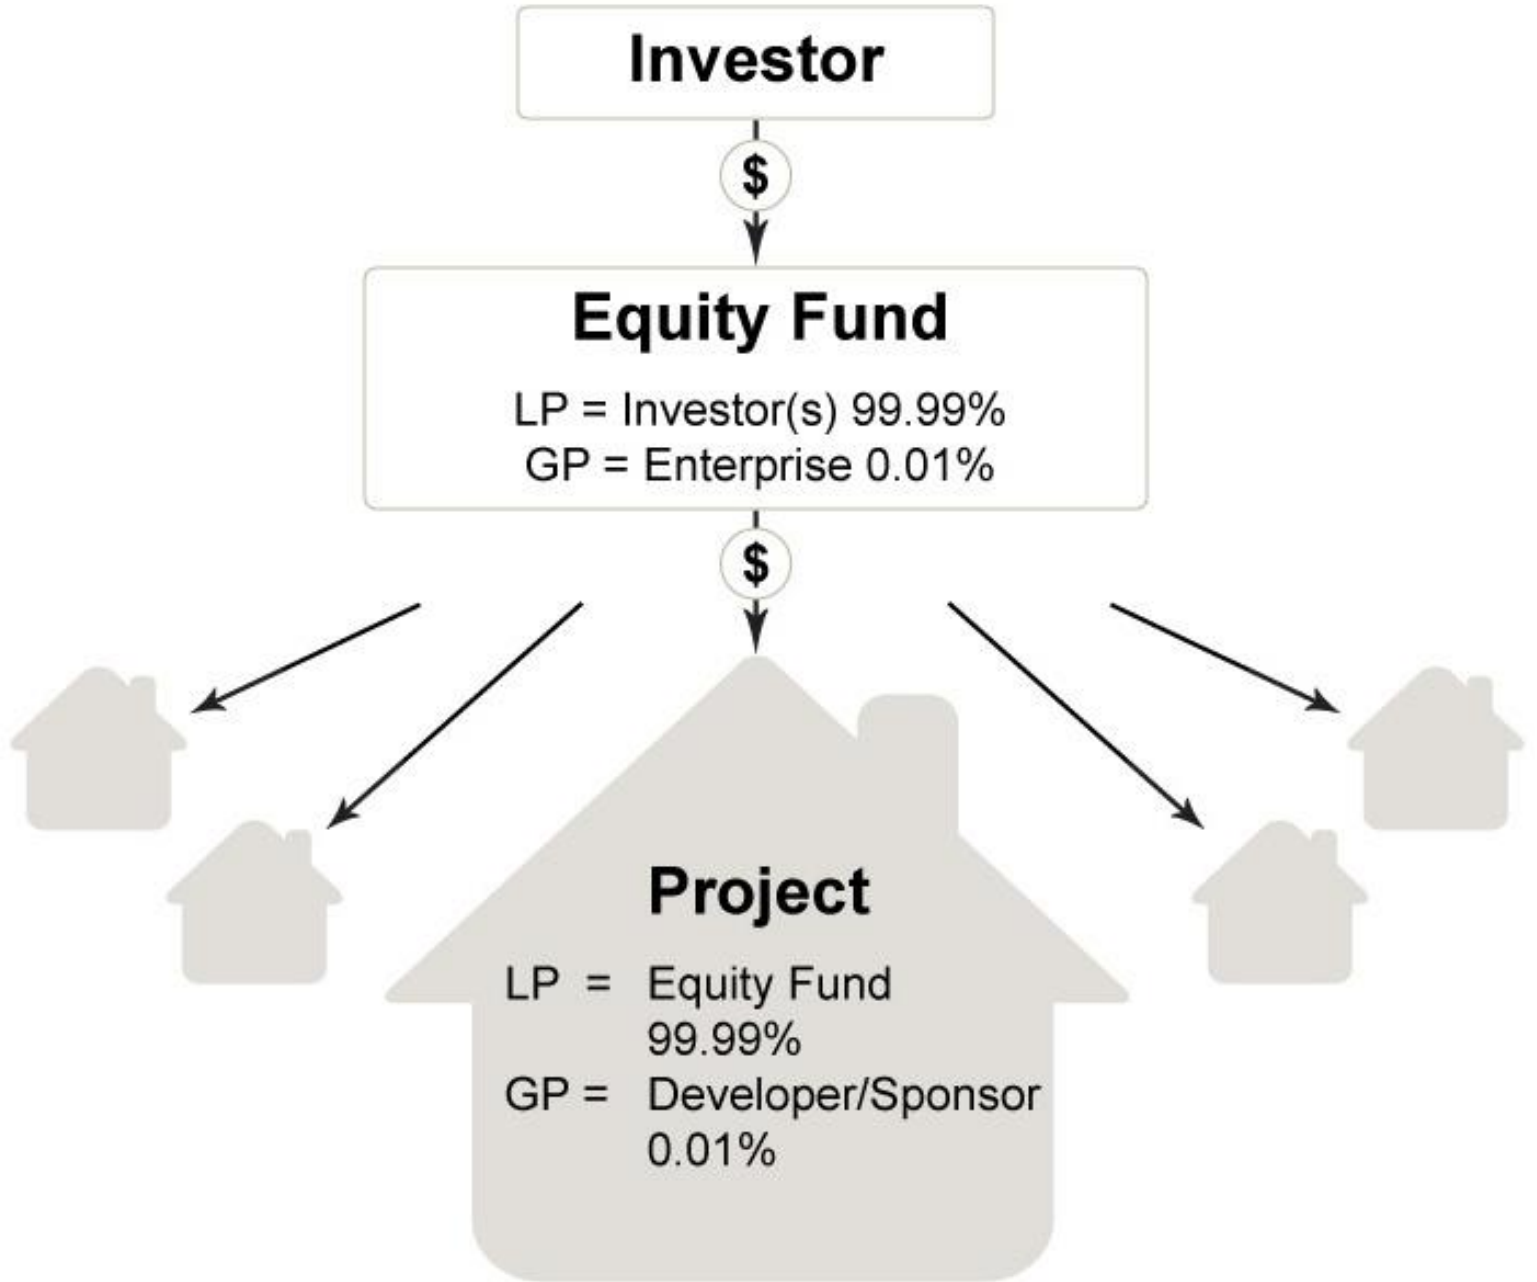 Investor
$
Equity Fund
LP = Investor(s) 99.99%
GP = Enterprise 0.01%
$
Project
LP = Equity Fund
99.99%
GP = Developer/Sponsor
0.01%